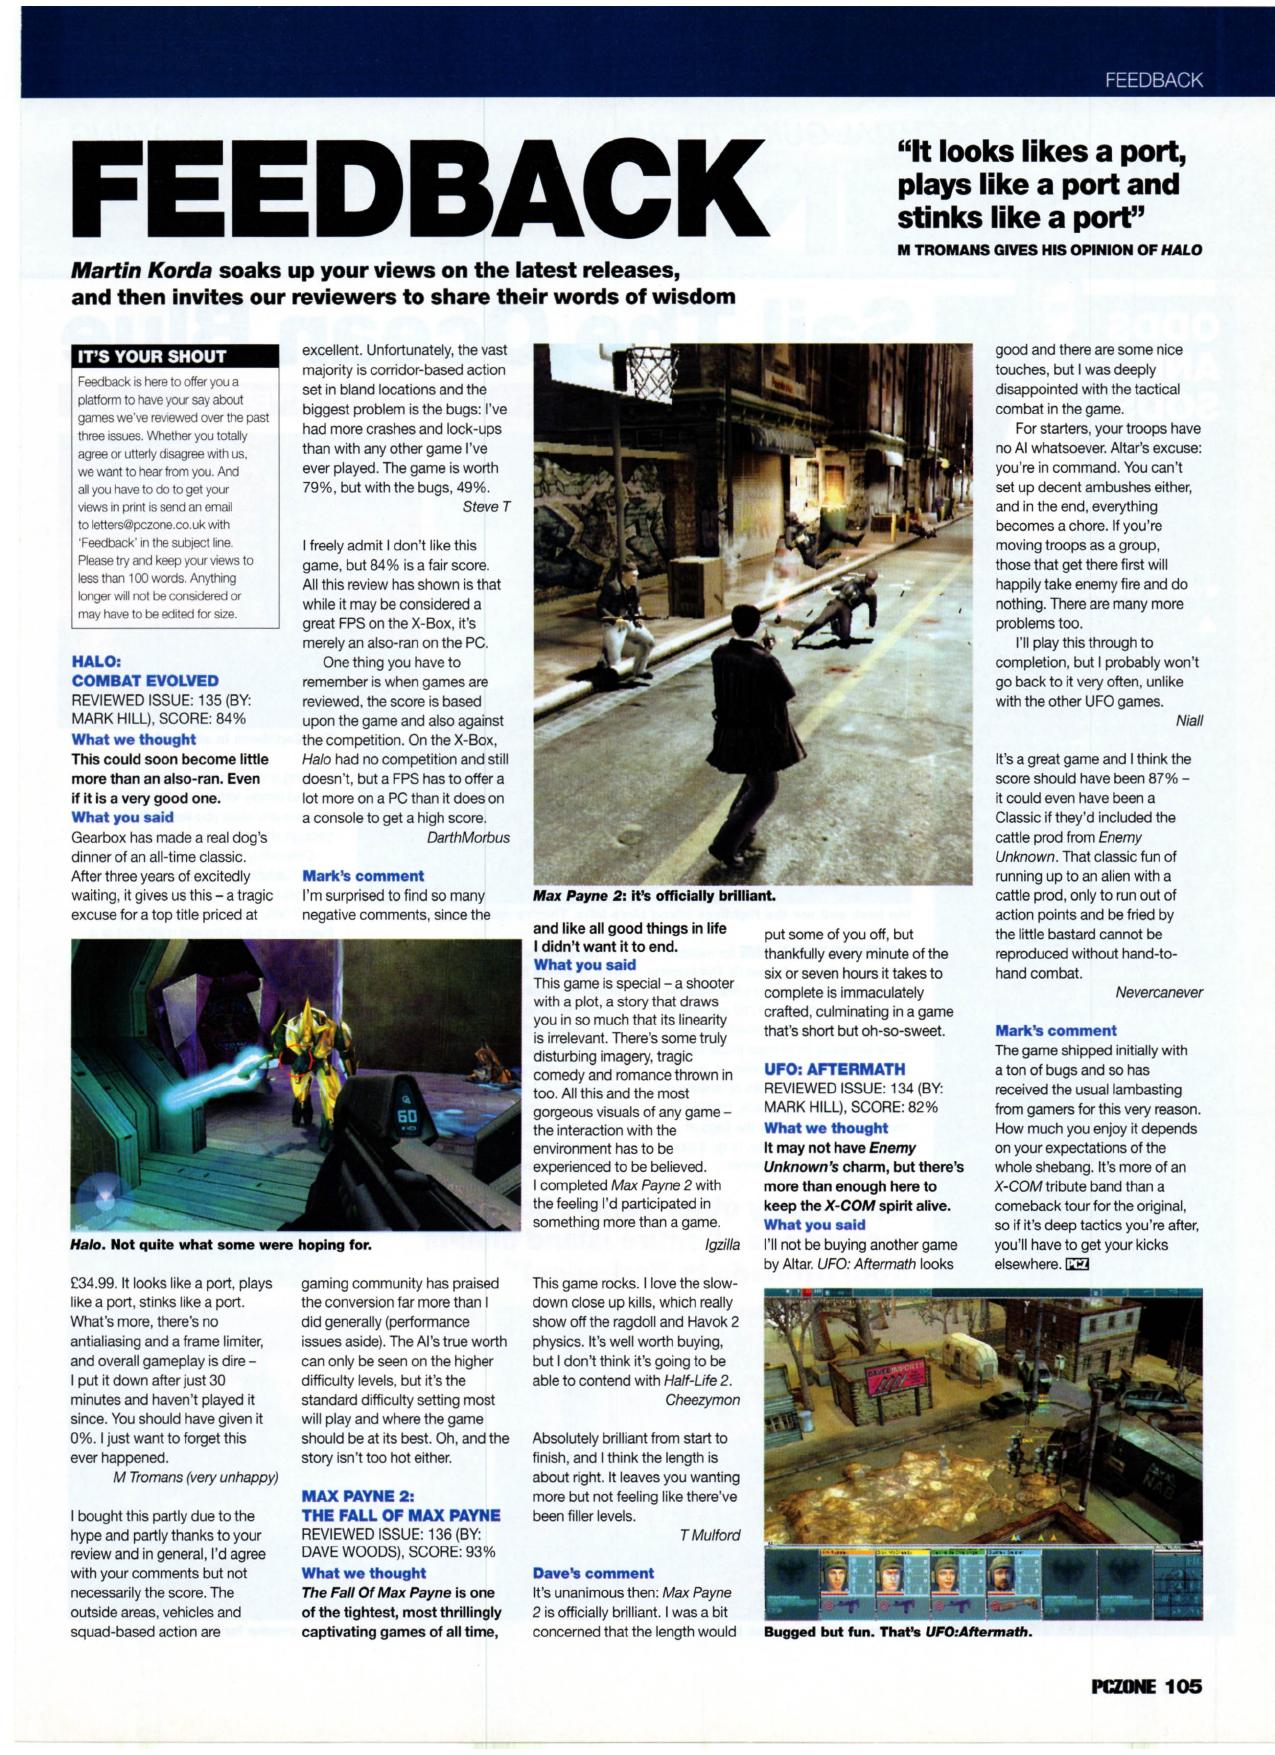 FEEDBACK
FEEDBACK
"It looks likes a port,
plays like a port and
stinks like a port"
M TROMANS GIVES HIS OPINION OF HALO
Martin Korda soaks up your views on the latest releases,
and then invites our reviewers to share their words of wisdom
IT'S YOUR SHOUT
Feedback is here to offer you a
platform to have your say about
games we've reviewed over the past
three issues. Whether you totally
agree or utterly disagree with us,
we want to hear from you. And
all you have to do to get your
views in print is send an email
to letters@pczone.co.uk with
'Feedback' in the subject line.
Please try and keep your views to
less than 100 words. Anything
longer will not be considered or
may have to be edited for size.
HALO:
COMBAT EVOLVED
REVIEWED ISSUE: 135 (BY:
MARK HILL), SCORE: 84%
What we thought
This could soon become little
more than an also-ran. Even
if it is a very good one.
What you said
Gearbox has made a real dog's
dinner of an all-time classic.
After three years of excitedly
waiting, it gives us this – a tragic
excuse for a top title priced at
60
Halo. Not quite what some were hoping for.
£34.99. It looks like a port, plays
like a port, stinks like a port.
What's more, there's no
antialiasing and a frame limiter,
and overall gameplay is dire –
I put it down after just 30
minutes and haven't played it
since. You should have given it
0%. I just want to forget this
ever happened.
M Tromans (very unhappy)
I bought this partly due to the
hype and partly thanks to your
review and in general, I'd agree
with your comments but not
necessarily the score. The
outside areas, vehicles and
squad-based action are
excellent. Unfortunately, the vast
majority is corridor-based action
set in bland locations and the
biggest problem is the bugs: I've
had more crashes and lock-ups
than with any other game I've
ever played. The game is worth
79%, but with the bugs, 49%.
Steve T
I freely admit I don't like this
game, but 84% is a fair score.
All this review has shown is that
while it may be considered a
great FPS on the X-Box, it's
merely an also-ran on the PC.
One thing you have to
remember is when games are
reviewed, the score is based
upon the game and also against
the competition. On the X-Box,
Halo had no competition and still
doesn't, but a FPS has to offer a
lot more on a PC than it does on
a console to get a high score.
DarthMorbus
Mark's comment
I'm surprised to find so many
negative comments, since the
gaming community has praised
the conversion far more than I
did generally (performance
issues aside). The AI's true worth
can only be seen on the higher
difficulty levels, but it's the
standard difficulty setting most
will play and where the game
should be at its best. Oh, and the
story isn't too hot either.
MAX PAYNE 2:
THE FALL OF MAX PAYNE
REVIEWED ISSUE: 136 (BY:
DAVE WOODS), SCORE: 93%
What we thought
The Fall Of Max Payne is one
of the tightest, most thrillingly
captivating games of all time,
Max Payne 2: it's officially brilliant.
and like all good things in life
I didn't want it to end.
What you said
This game is special – a shooter
with a plot, a story that draws
you in so much that its linearity
is irrelevant. There's some truly
disturbing imagery, tragic
comedy and romance thrown in
too. All this and the most
gorgeous visuals of any game –
the interaction with the
environment has to be
experienced to be believed.
I completed Max Payne 2 with
the feeling I'd participated in
something more than a game.
Igzilla
This game rocks. I love the slow-
down close up kills, which really
show off the ragdoll and Havok 2
physics. It's well worth buying,
but I don't think it's going to be
able to contend with Half-Life 2.
Cheezymon
Absolutely brilliant from start to
finish, and I think the length is
about right. It leaves you wanting
more but not feeling like there've
been filler levels.
T Mulford
Dave's comment
It's unanimous then: Max Payne
2 is officially brilliant. I was a bit
concerned that the length would
put some of you off, but
thankfully every minute of the
six or seven hours it takes to
complete is immaculately
crafted, culminating in a game
that's short but oh-so-sweet.
UFO: AFTERMATH
REVIEWED ISSUE: 134 (BY:
MARK HILL), SCORE: 82%
What we thought
It may not have Enemy
Unknown's charm, but there's
more than enough here to
keep the X-COM spirit alive.
What you said
I'll not be buying another game
by Altar. UFO: Aftermath looks
good and there are some nice
touches, but I was deeply
disappointed with the tactical
combat in the game.
For starters, your troops have
no AI whatsoever. Altar's excuse:
you're in command. You can't
set up decent ambushes either,
and in the end, everything
becomes a chore. If you're
moving troops as a group,
those that get there first will
happily take enemy fire and do
nothing. There are many more
problems too.
I'll play this through to
completion, but I probably won't
go back to it very often, unlike
with the other UFO games.
Niall
It's a great game and I think the
score should have been 87% –
it could even have been a
Classic if they'd included the
cattle prod from Enemy
Unknown. That classic fun of
running up to an alien with a
cattle prod, only to run out of
action points and be fried by
the little bastard cannot be
reproduced without hand-to-
hand combat.
Nevercanever
Mark's comment
The game shipped initially with
a ton of bugs and so has
received the usual lambasting
from gamers for this very reason.
How much you enjoy it depends
on your expectations of the
whole shebang. It's more of an
X-COM tribute band than a
comeback tour for the original,
so if it's deep tactics you're after,
you'll have to get your kicks
elsewhere. PCZ
Bugged but fun. That's UFO:Aftermath.
PCZONE 105